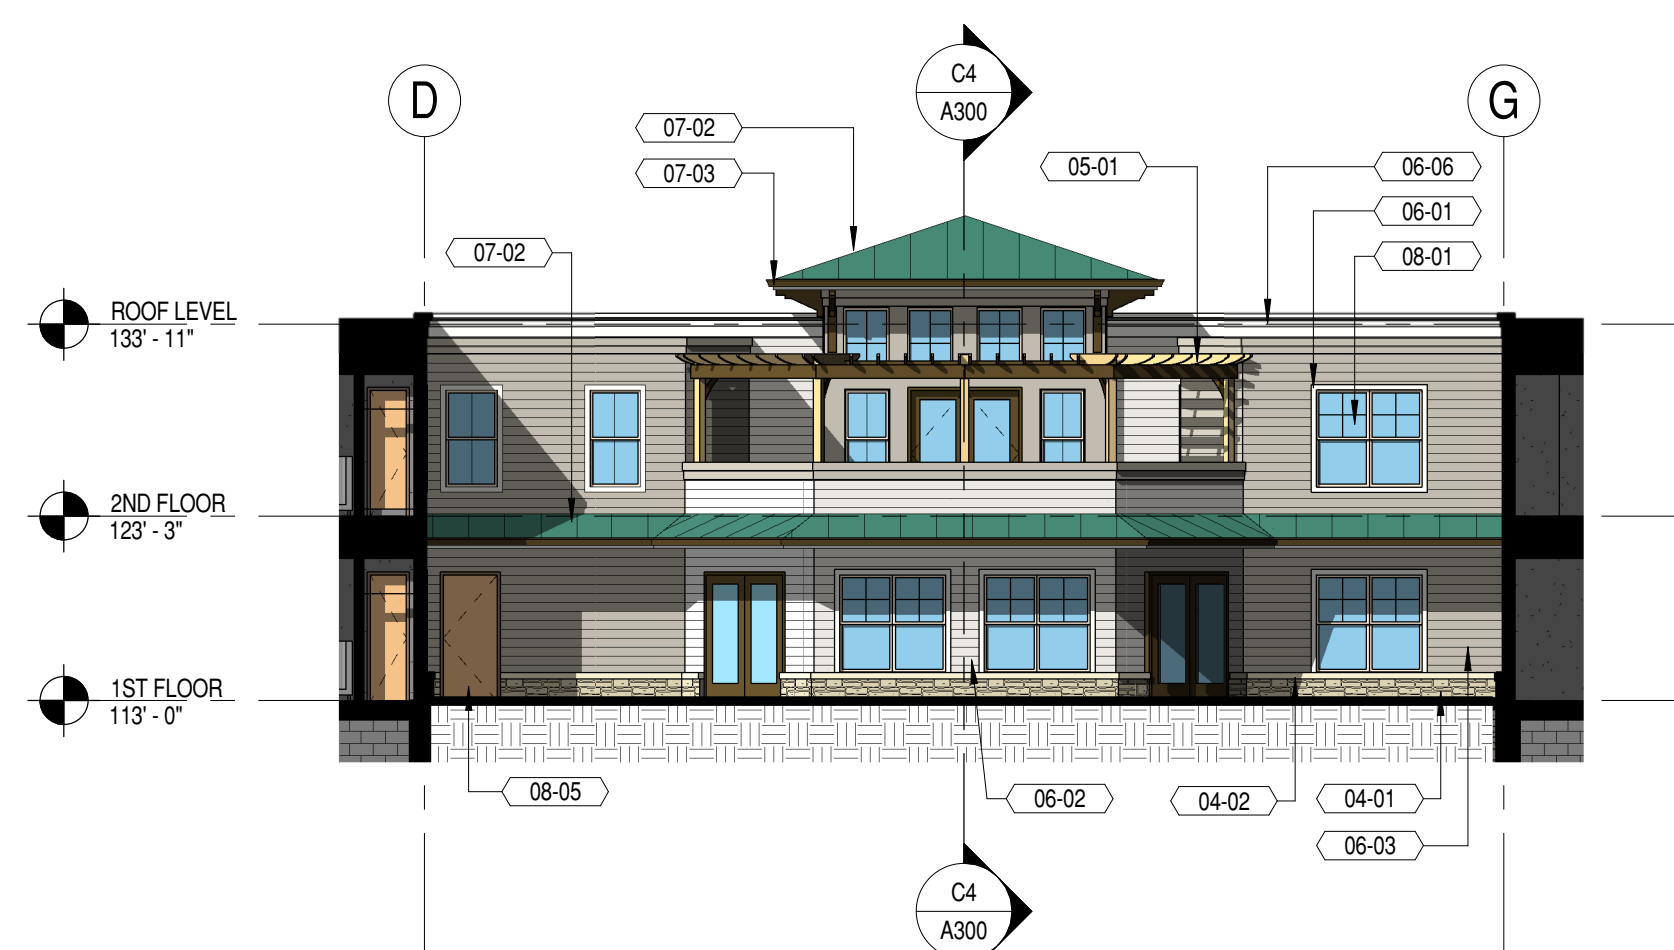 C4
A300
D
G
07-02
07-03
05-01
06-06
06-01
08-01
07-02
ROOF LEVEL
133' - 11"
2ND FLOOR
123' - 3"
1ST FLOOR
113' - 0"
08-05
06-02
04-02
04-01
06-03
C4
A300